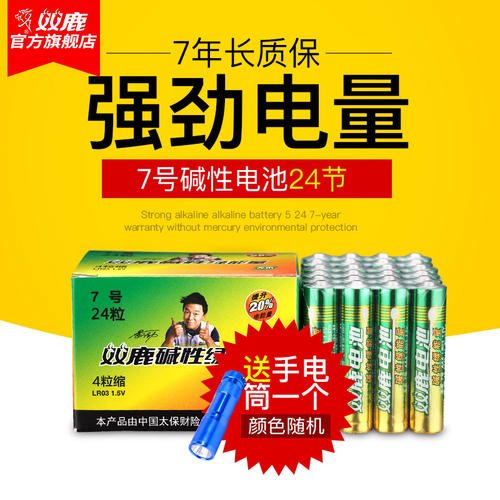 双鹿
官方旗舰店
7年长质保
强劲电量
7号碱性电池24节
Strong alkaline alkaline battery 5 24 7-year
warranty without mercury environmental protection
7 号
24粒
20%
双鹿碱性
4粒缩
LR03 1.5V
本产品由中国太保财险
送手电
筒一个
颜色随机